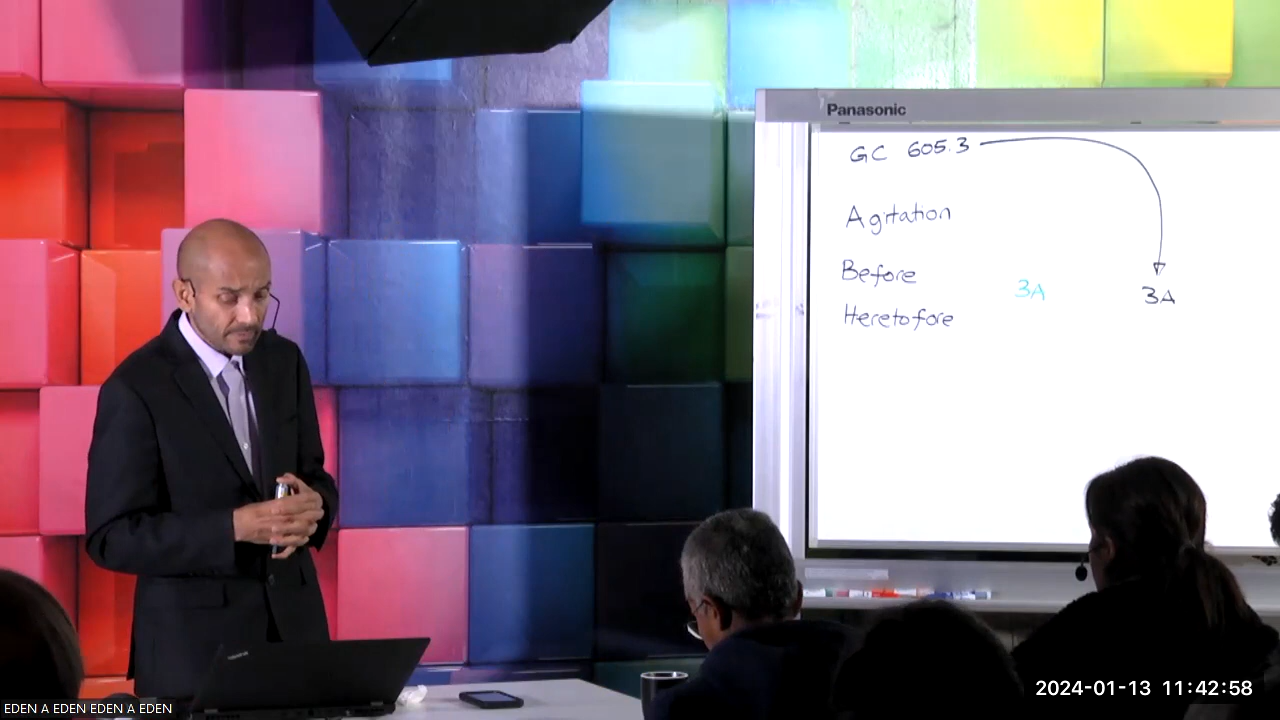 Panasonic
GC 605.3
Agitation
Before 3A 3A
Heretofore
2024-01-13 11:42:58
EDEN A EDEN EDEN A EDEN